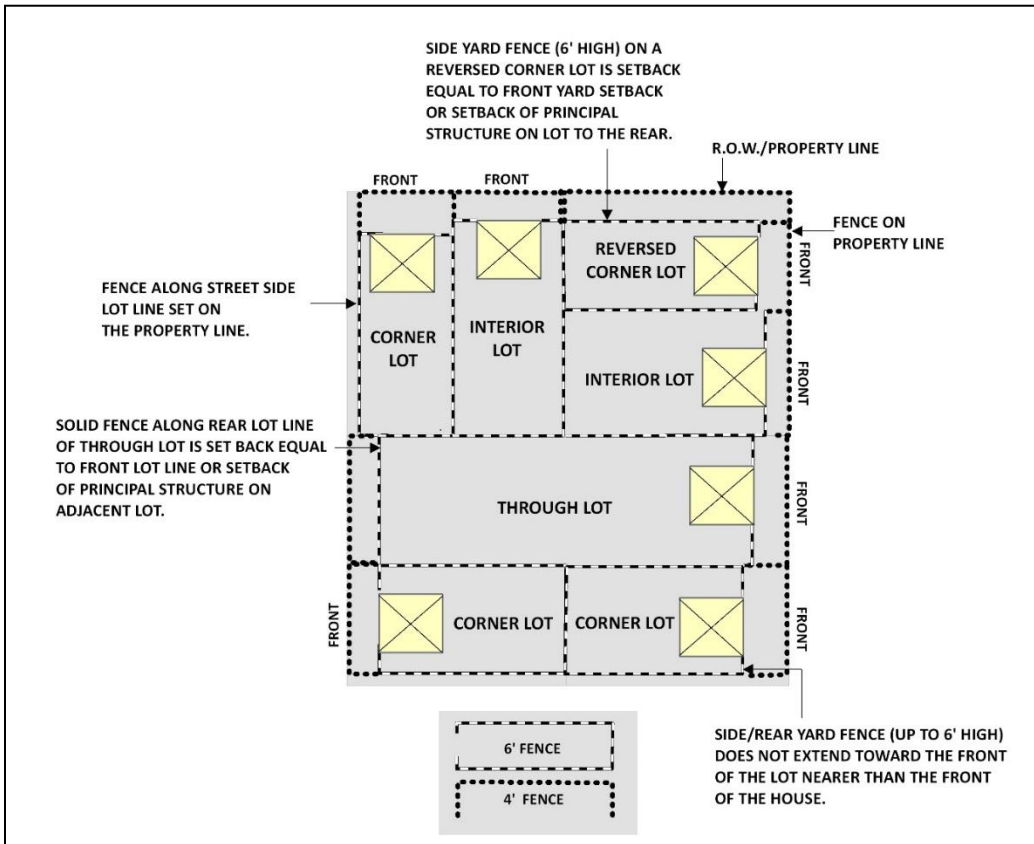 SIDE YARD FENCE (6' HIGH) ON A
REVERSED CORNER LOT IS SETBACK
EQUAL TO FRONT YARD SETBACK
OR SETBACK OF PRINCIPAL
STRUCTURE ON LOT TO THE REAR.
R.O.W./PROPERTY LINE
FRONT
FRONT
FENCE ON
PROPERTY LINE
REVERSED
CORNER LOT
FRONT
FENCE ALONG STREET SIDE
LOT LINE SET ON
THE PROPERTY LINE.
CORNER
LOT
INTERIOR
LOT
INTERIOR LOT
FRONT
SOLID FENCE ALONG REAR LOT LINE
OF THROUGH LOT IS SET BACK EQUAL
TO FRONT LOT LINE OR SETBACK
OF PRINCIPAL STRUCTURE ON
ADJACENT LOT.
THROUGH LOT
FRONT
FRONT
CORNER LOT
CORNER LOT
FRONT
SIDE/REAR YARD FENCE (UP TO 6' HIGH)
DOES NOT EXTEND TOWARD THE FRONT
OF THE LOT NEARER THAN THE FRONT
OF THE HOUSE.
6' FENCE
4' FENCE